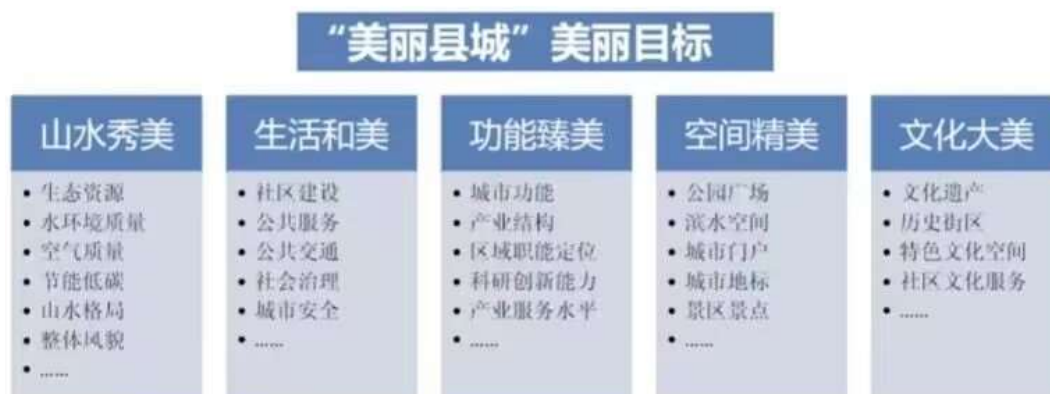 “美丽县城”美丽目标
山水秀美
• 生态资源
• 水环境质量
• 空气质量
• 节能低碳
• 山水格局
• 整体风貌
• ......
生活和美
• 社区建设
• 公共服务
• 公共交通
• 社会治理
• 城市安全
• ......
功能臻美
• 城市功能
• 产业结构
• 区域职能定位
• 科研创新能力
• 产业服务水平
• ......
空间精美
• 公园广场
• 滨水空间
• 城市门户
• 城市地标
• 景区景点
• ......
文化大美
• 文化遗产
• 历史街区
• 特色文化空间
• 社区文化服务
• ......